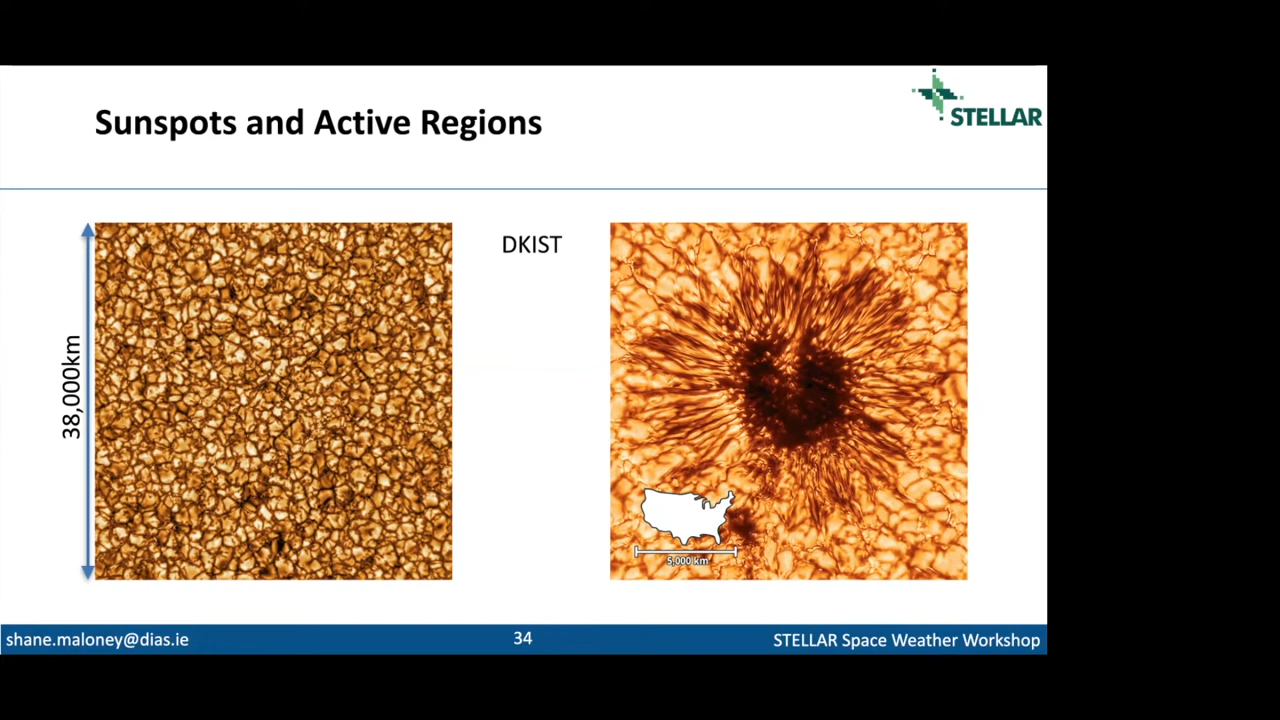 STELLAR
Sunspots and Active Regions
38,000km
DKIST
5,000 km
shane.maloney@dias.ie
34
STELLAR Space Weather Workshop